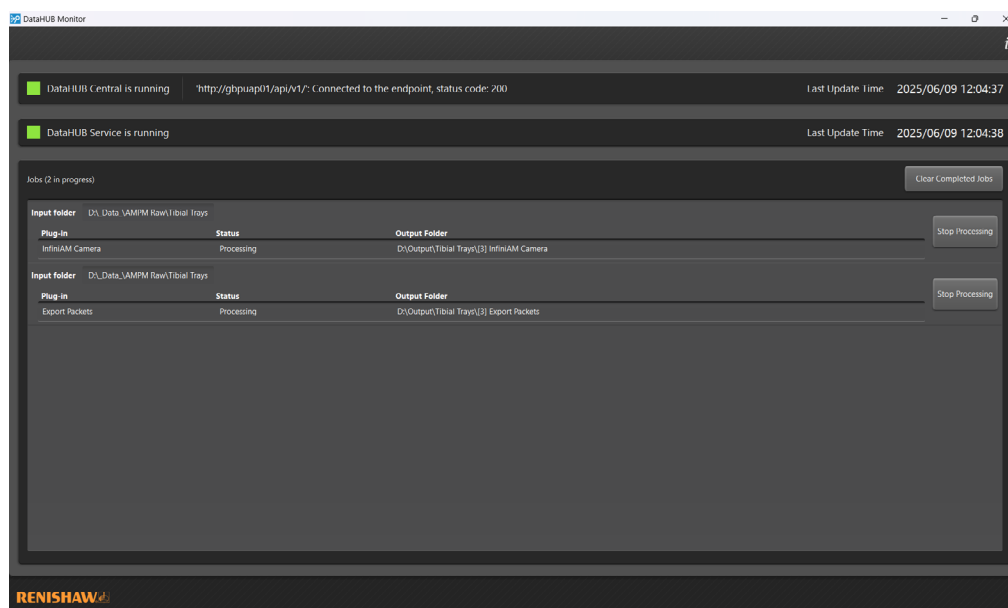 DataHUB Monitor
DataHUB Central is running 'http://gbpuap01/api/v1/': Connected to the endpoint, status code: 200 Last Update Time 2025/06/09 12:04:37
DataHUB Service is running Last Update Time 2025/06/09 12:04:38
Jobs (2 in progress) Clear Completed Jobs
Input folder D:\_Data_\AMPM Raw\Tibial Trays
Plug-in Status Output Folder Stop Processing
InfiniAM Camera Processing D:\Output\Tibial Trays\[3] InfiniAM Camera
Input folder D:\_Data_\AMPM Raw\Tibial Trays
Plug-in Status Output Folder Stop Processing
Export Packets Processing D:\Output\Tibial Trays\[3] Export Packets
RENISHAW